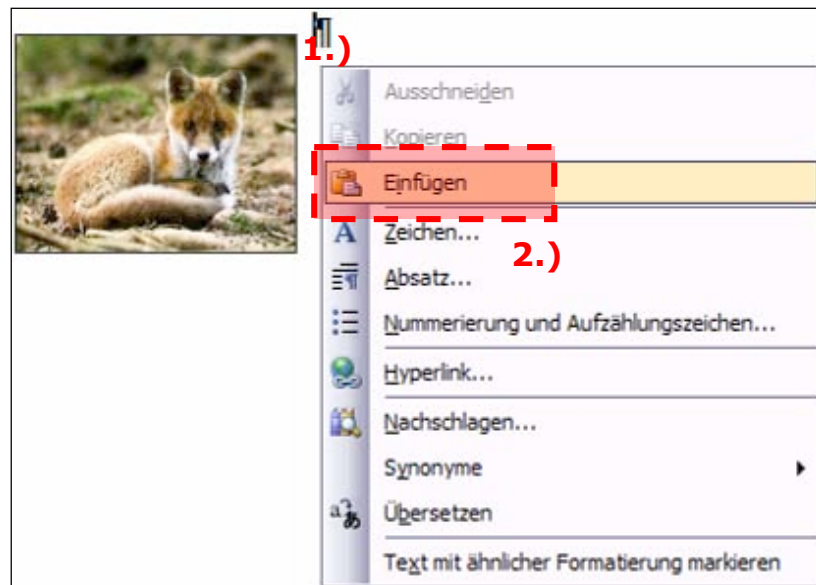 ¶
1.)
Ausschneiden
Kopieren
Einfügen
Zeichen...
2.)
Absatz...
Nummerierung und Aufzählungszeichen...
Hyperlink...
Nachschlagen...
Synonyme
Übersetzen
Text mit ähnlicher Formatierung markieren